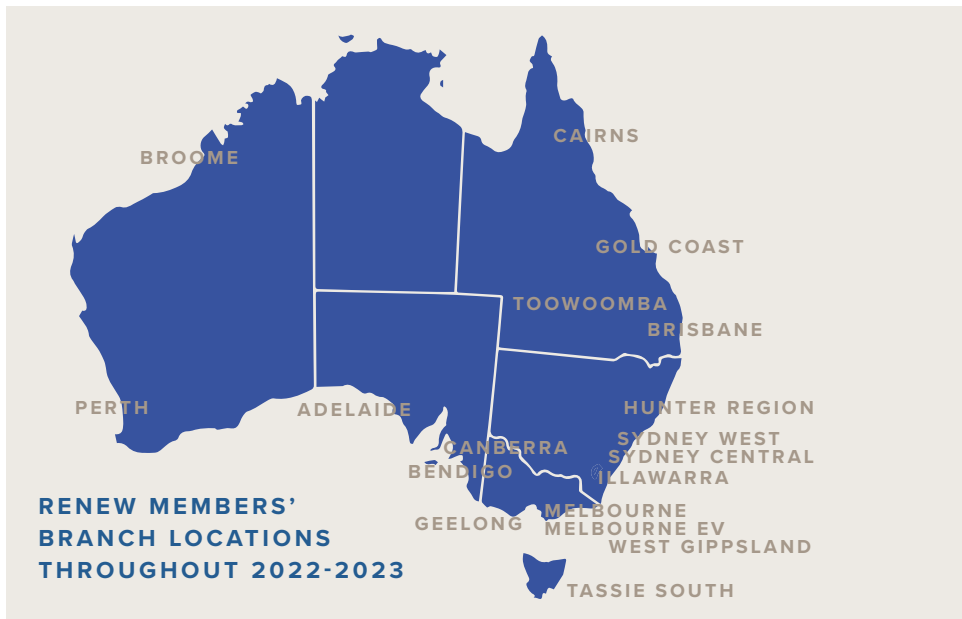 CAIRNS
BROOME
GOLD COAST
TOOWOOMBA
BRISBANE
PERTH
ADELAIDE
HUNTER REGION
SYDNEY WEST
CANBERRA
SYDNEY CENTRAL
BENDIGO
ILLAWARRA
RENEW MEMBERS’
BRANCH LOCATIONS
THROUGHOUT 2022-2023
MELBOURNE
GEELONG
MELBOURNE EV
WEST GIPPSLAND
TASSIE SOUTH